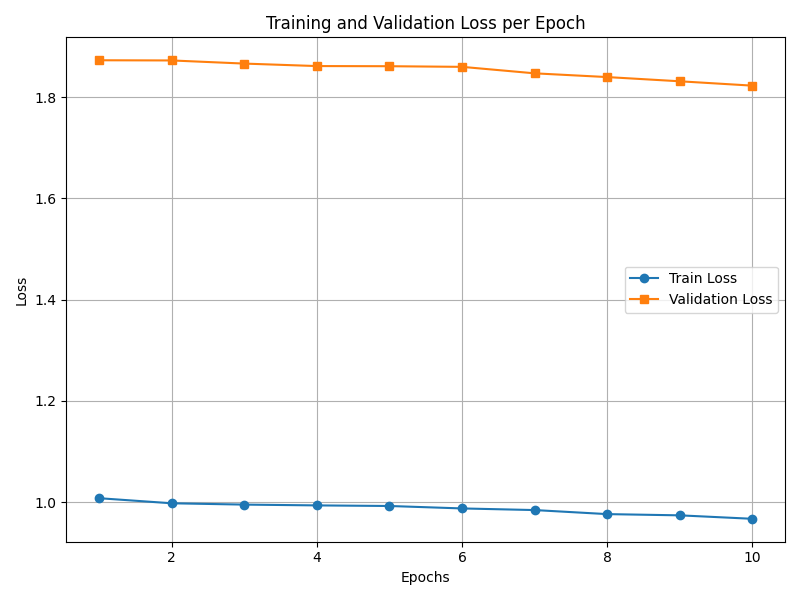 Training and Validation Loss per Epoch
Loss
1.8
1.6
1.4
1.2
1.0
Train Loss
Validation Loss
2 4 6 8 10
Epochs